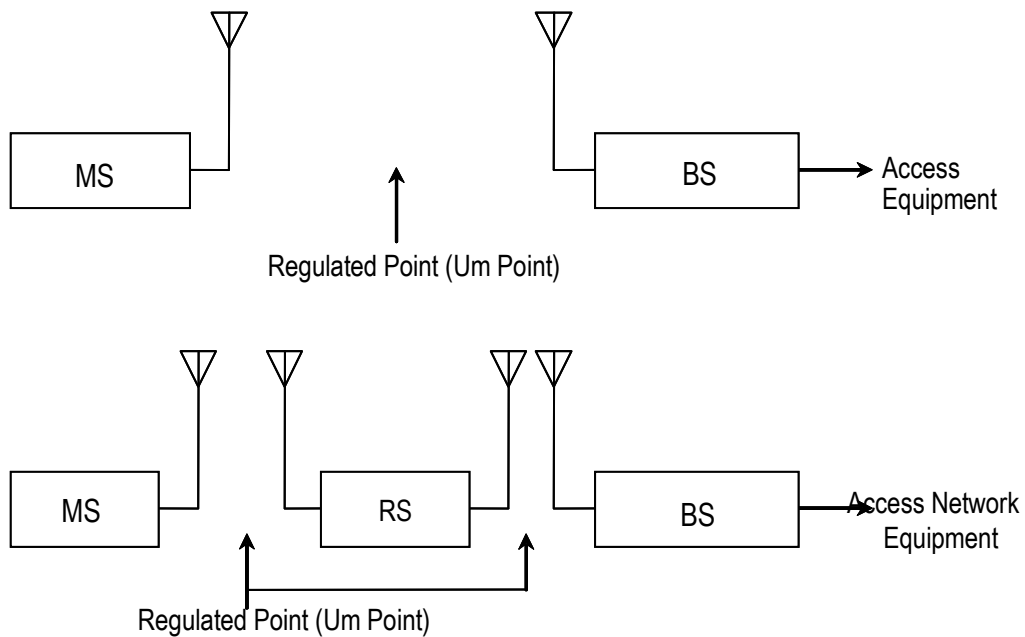 MS
BS
Access
Equipment
Regulated Point (Um Point)
MS
RS
BS
Access Network
Equipment
Regulated Point (Um Point)